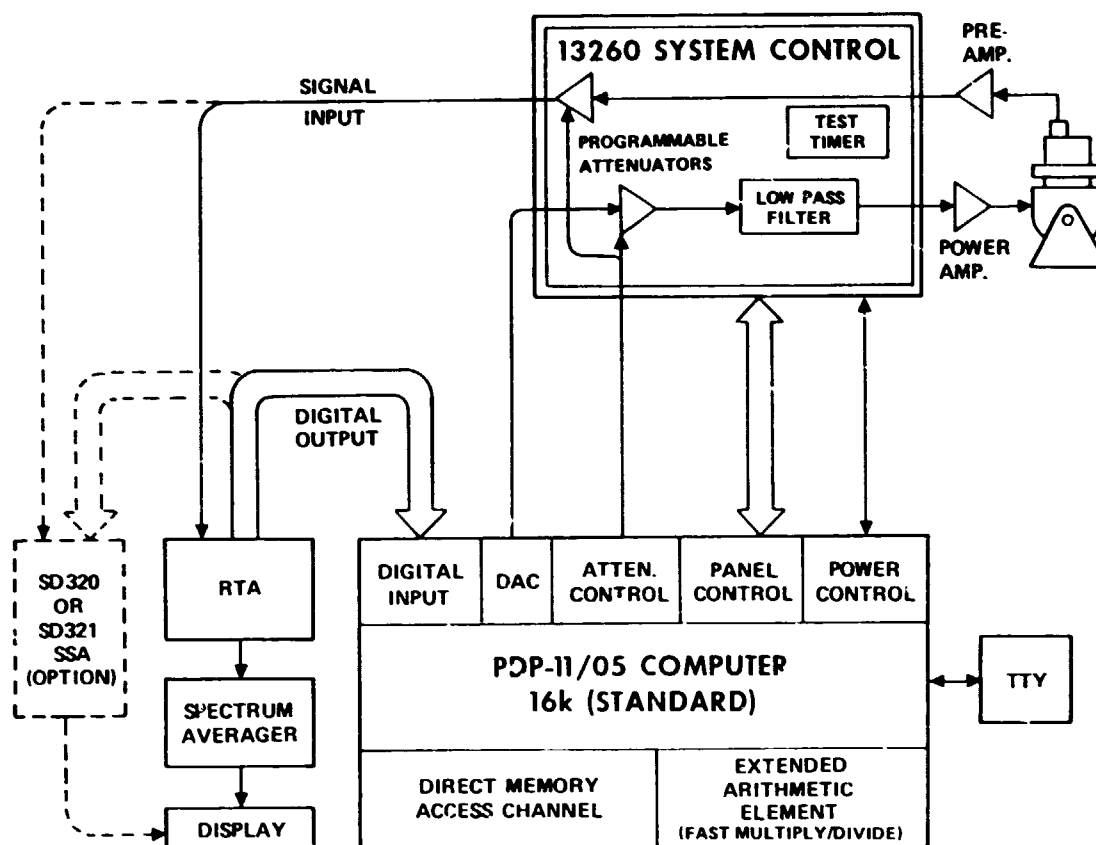 13260 SYSTEM CONTROL
PRE-
AMP.
SIGNAL
INPUT
TEST
TIMER
PROGRAMMABLE
ATTENUATORS
LOW PASS
FILTER
POWER
AMP.
DIGITAL
OUTPUT
SD320
OR
SD321
SSA
(OPTION)
RTA
DIGITAL
INPUT
DAC
ATTEN.
CONTROL
PANEL
CONTROL
POWER
CONTROL
PDP-11/05 COMPUTER
16k (STANDARD)
TTY
SPECTRUM
AVERAGER
DIRECT MEMORY
ACCESS CHANNEL
EXTENDED
ARITHMETIC
ELEMENT
(FAST MULTIPLY/DIVIDE)
DISPLAY